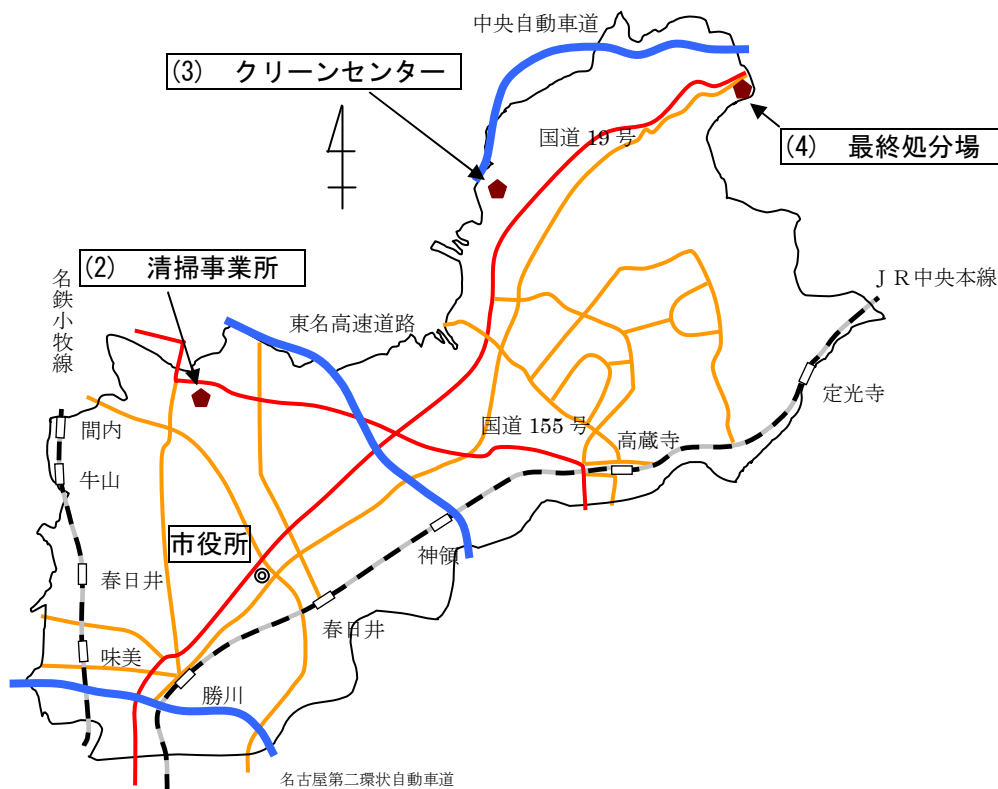 中央自動車道
(3) クリーンセンター
国道 19 号
(4) 最終処分場
(2) 清掃事業所
名鉄小牧線
東名高速道路
ＪＲ中央本線
定光寺
国道 155 号
高蔵寺
間内
牛山
市役所
神領
春日井
春日井
味美
勝川
名古屋第二環状自動車道